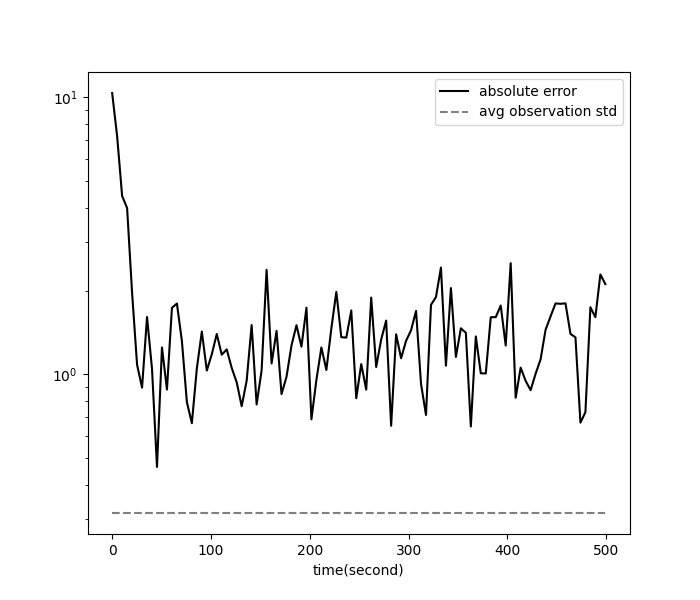 absolute error
avg observation std
10¹
10⁰
0 100 200 300 400 500
time(second)